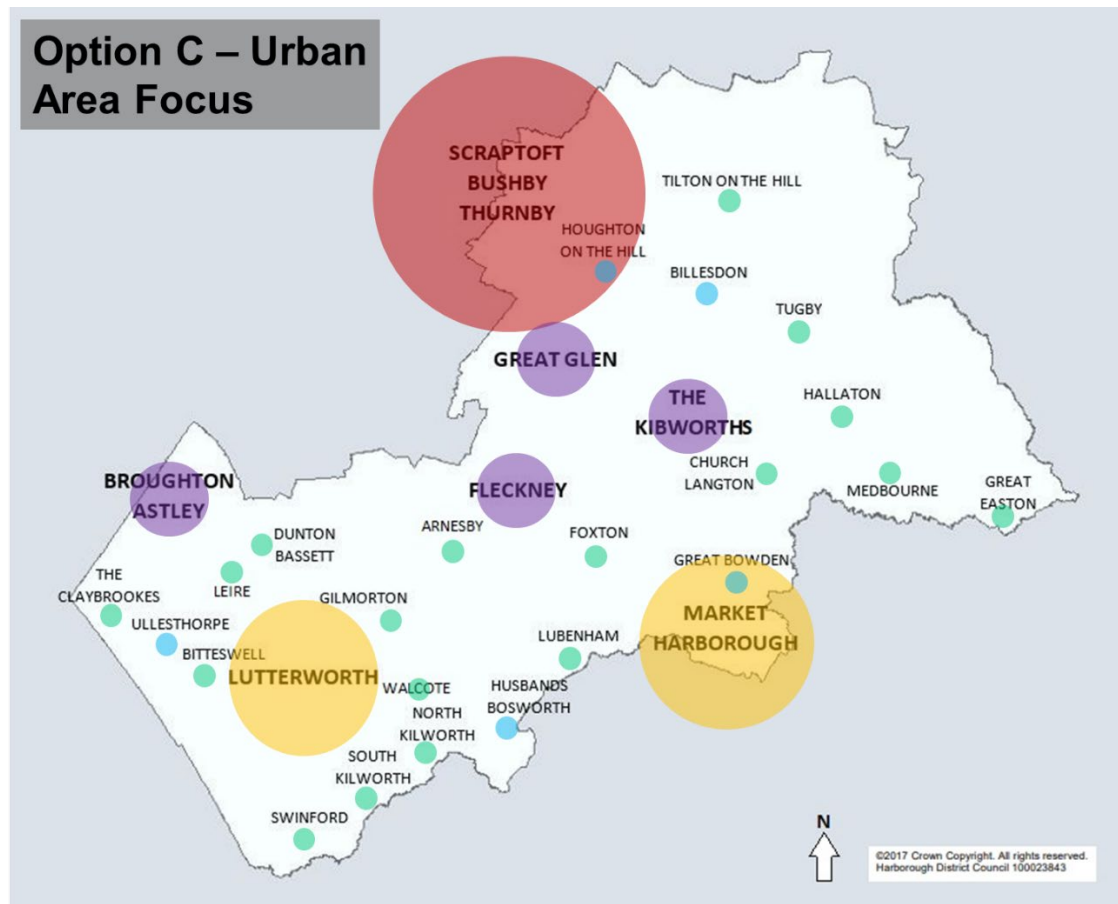 Option C – Urban
Area Focus
SCRAPTOFT
BUSHBY
THURNBY
TILTON ON THE HILL
HOUGHTON
ON THE HILL
BILLESDON
TUGBY
GREAT GLEN
THE
KIBWORTHS
HALLATON
CHURCH
LANGTON
MEDBOURNE
GREAT
EASTON
BROUGHTON
ASTLEY
FLECKNEY
DUNTON
BASSETT
ARNESBY
FOXTON
GREAT BOWDEN
THE
CLAYBROOKES
LEIRE
GILMORTON
MARKET
HARBOROUGH
ULLESTHORPE
BITTESWELL
LUTTERWORTH
LUBENHAM
WALCOTE
HUSBANDS
BOSWORTH
NORTH
KILWORTH
SOUTH
KILWORTH
SWINFORD
N
©2017 Crown Copyright. All rights reserved.
Harborough District Council 100023843